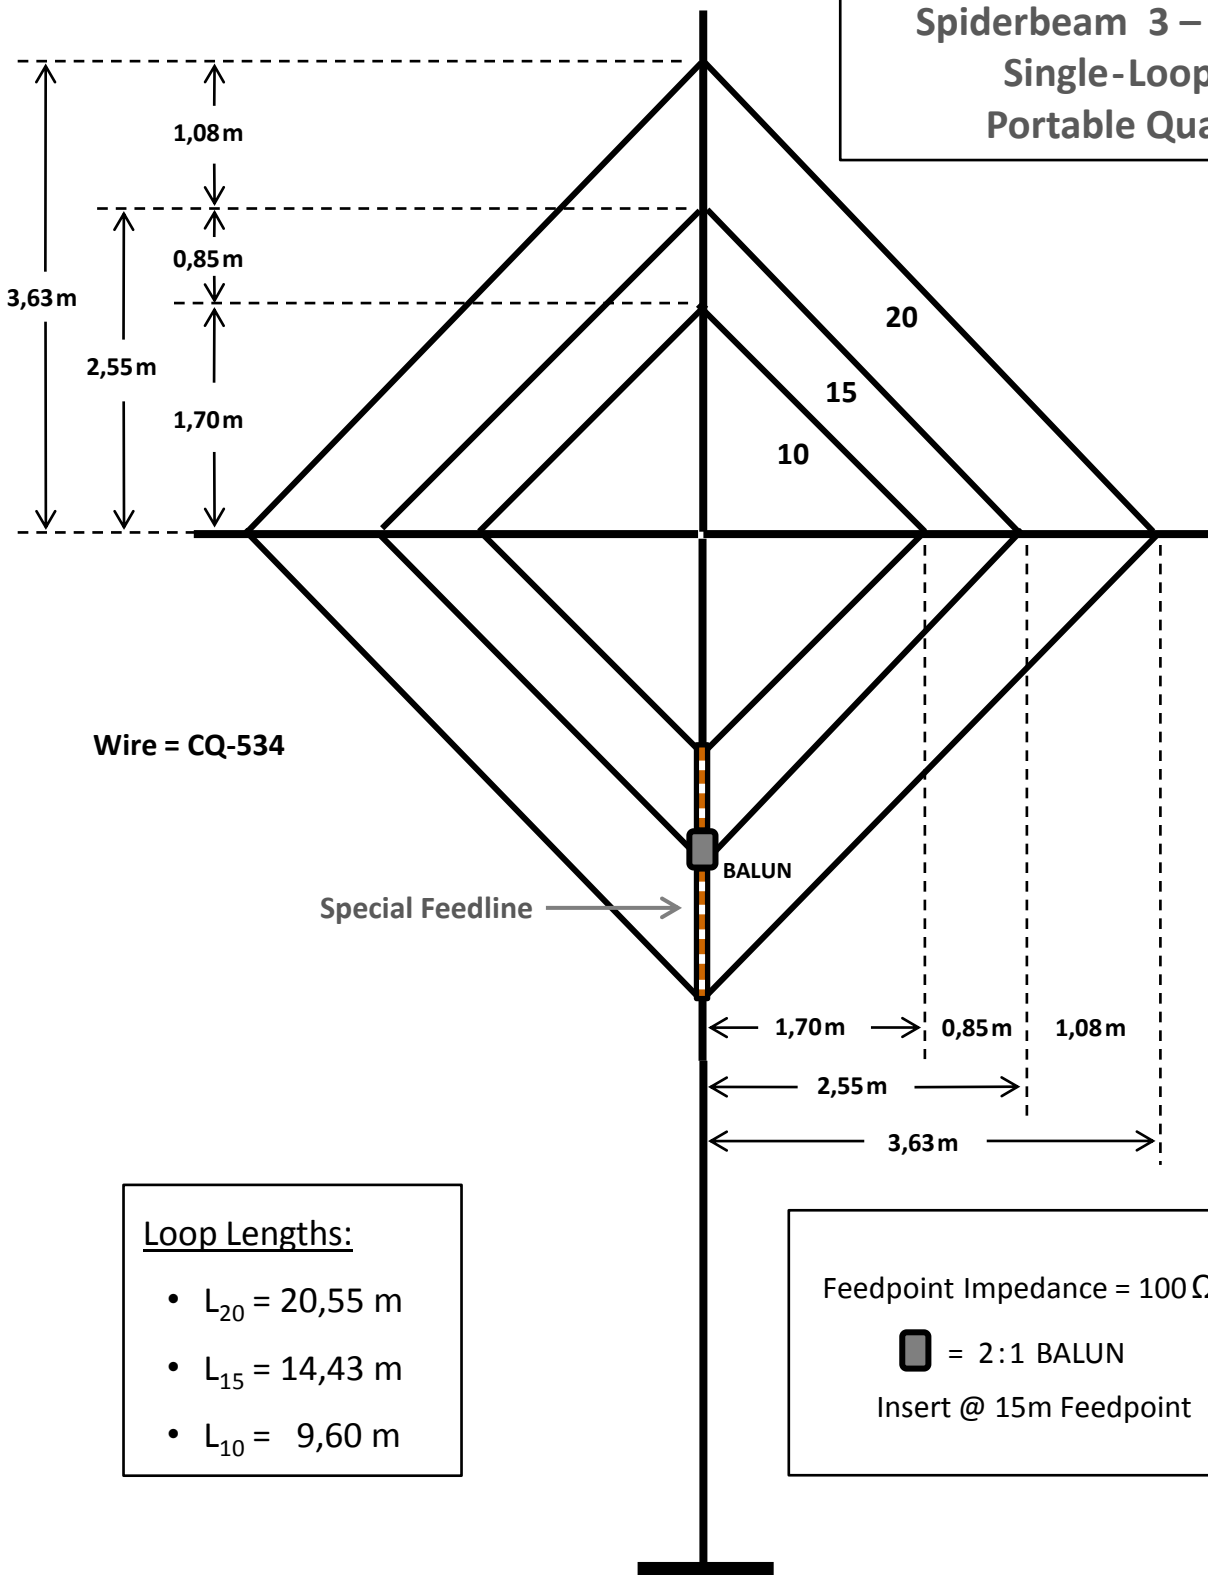 Spiderbeam 3 –
Single-Loop
Portable Qua
1,08 m
0,85 m
3,63 m
2,55 m
1,70 m
20
15
10
Wire = CQ-534
BALUN
Special Feedline
1,70 m
0,85 m
1,08 m
2,55 m
3,63 m
Loop Lengths:
• L20 = 20,55 m
• L15 = 14,43 m
• L10 = 9,60 m
Feedpoint Impedance = 100 Ω
= 2:1 BALUN
Insert @ 15m Feedpoint